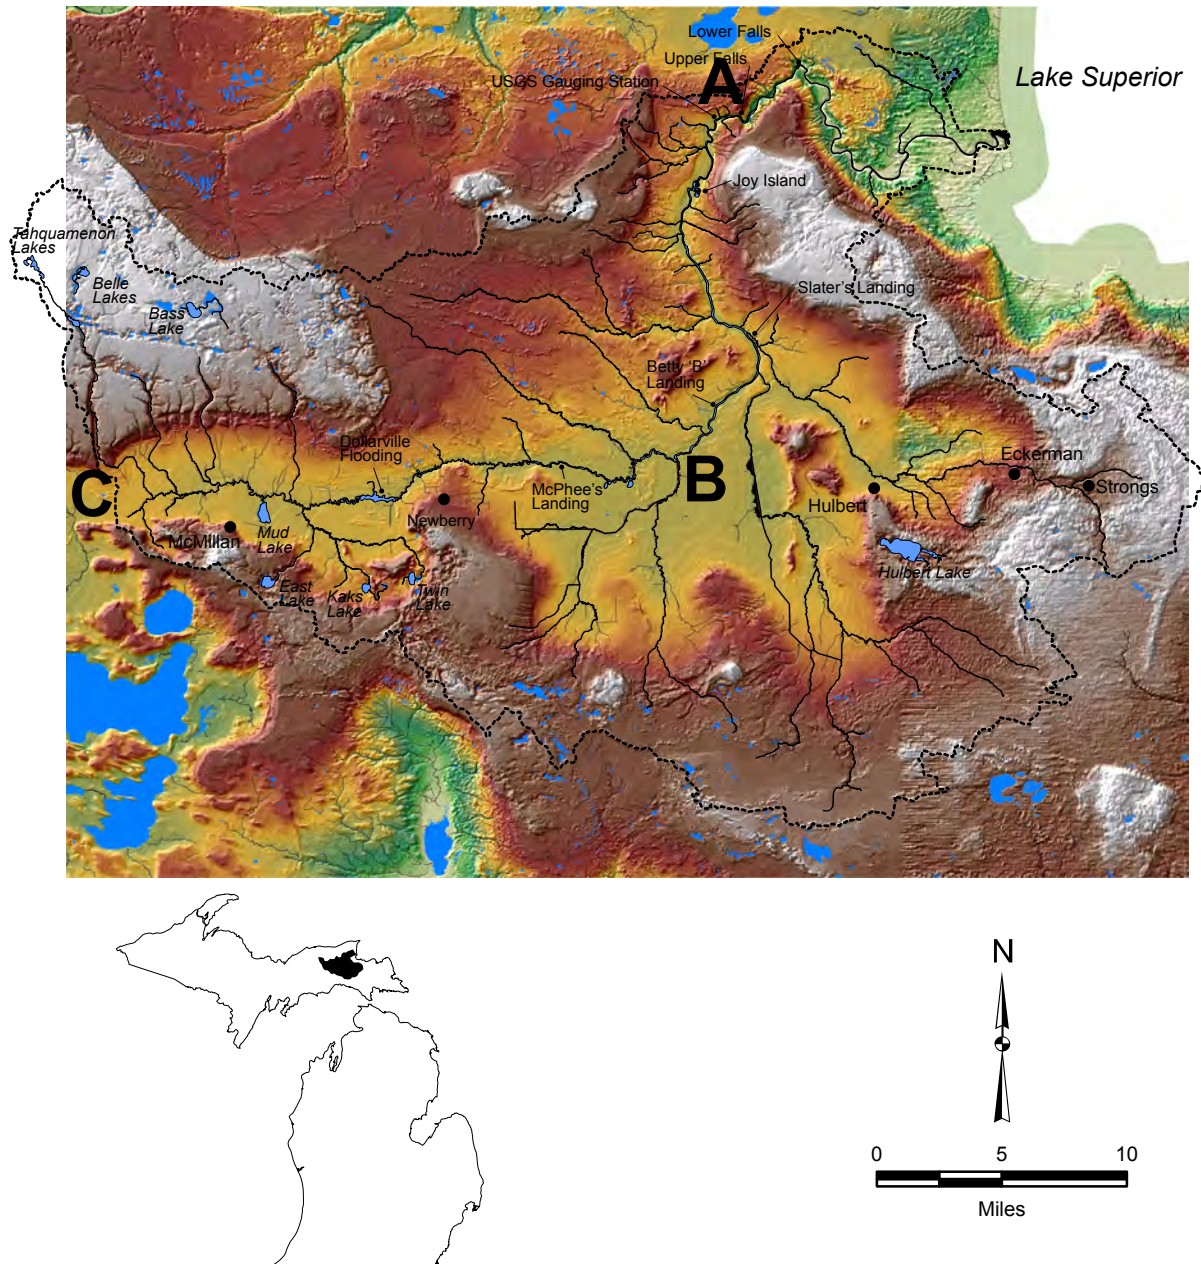 Lower Falls
Upper Falls
USGS Gauging Station
A
Lake Superior
Joy Island
Tahquamenon
Lakes
Belle
Lakes
Bass
Lake
Slater's Landing
Betty 'B'
Landing
Dollarville
Flooding
C
B
McPhee's
Landing
Eckerman
Strongs
Hulbert
Newberry
McMillan
Mud
Lake
Hulbert Lake
East
Lake
Kaks
Lake
Twin
Lake
N
0 5 10
Miles